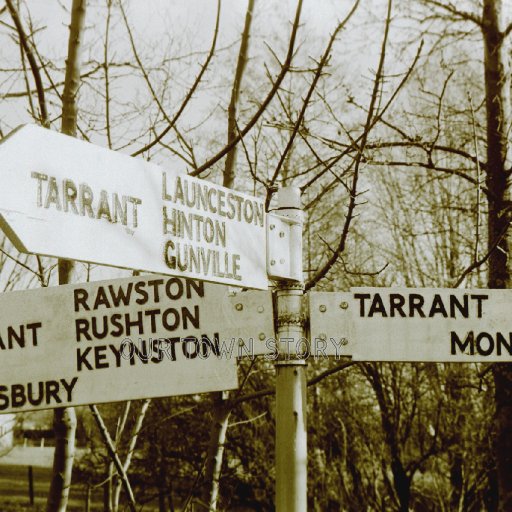 TARRANT
LAUNCESTON
HINTON
GUNVILLE
RAWSTON
ANT RUSHTON
KEYNSTON
SBURY
TARRANT
MON
OUR TOWN STORY